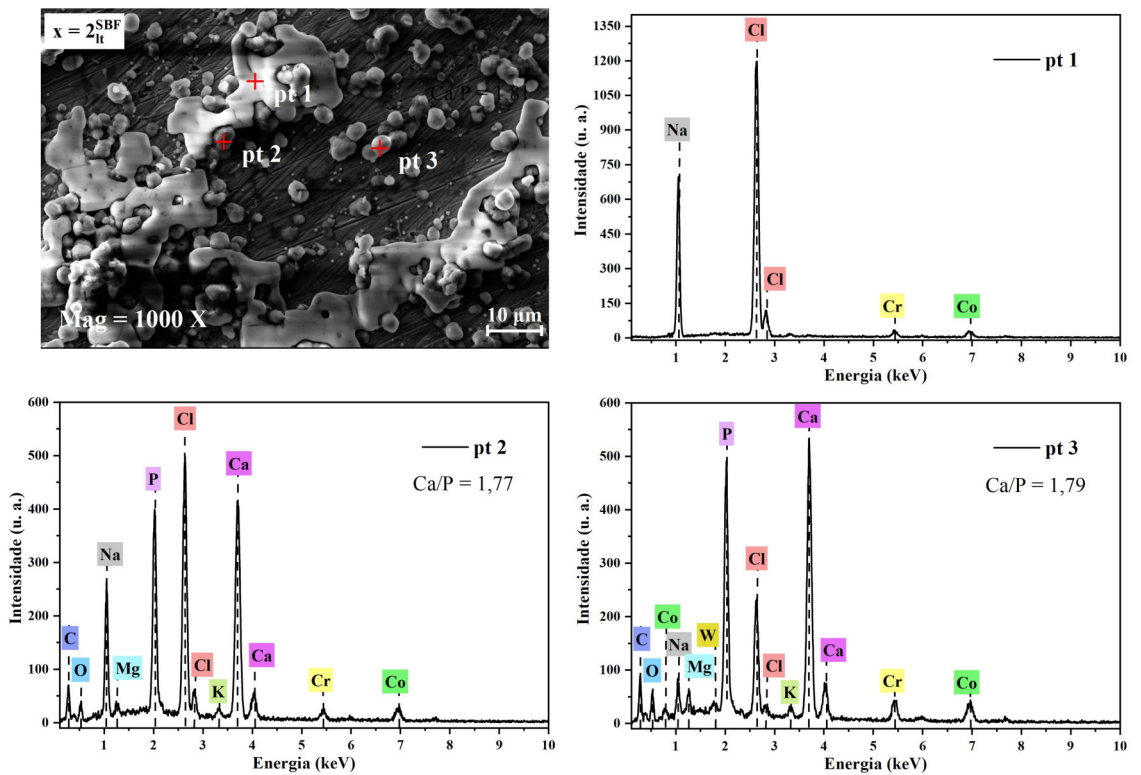 x = 2 SBF lt
pt 1
Ca/P = 1,8
pt 2
pt 3
Mag = 1000 X
10 µm
pt 1
Cl
Na
Cl
Cr
Co
1350
1200
1050
900
750
600
450
300
150
0
Intensidade (u. a.)
1 2 3 4 5 6 7 8 9 10
Energia (keV)
pt 2
Ca/P = 1,77
Cl
P
Ca
Na
C
O
Mg
Cl
K
Ca
Cr
Co
600
500
400
300
200
100
0
Intensidade (u. a.)
1 2 3 4 5 6 7 8 9 10
Energia (keV)
pt 3
Ca/P = 1,79
Ca
P
Cl
Co
W
C
O
Na
Mg
Cl
K
Ca
Cr
Co
600
500
400
300
200
100
0
Intensidade (u. a.)
1 2 3 4 5 6 7 8 9 10
Energia (keV)